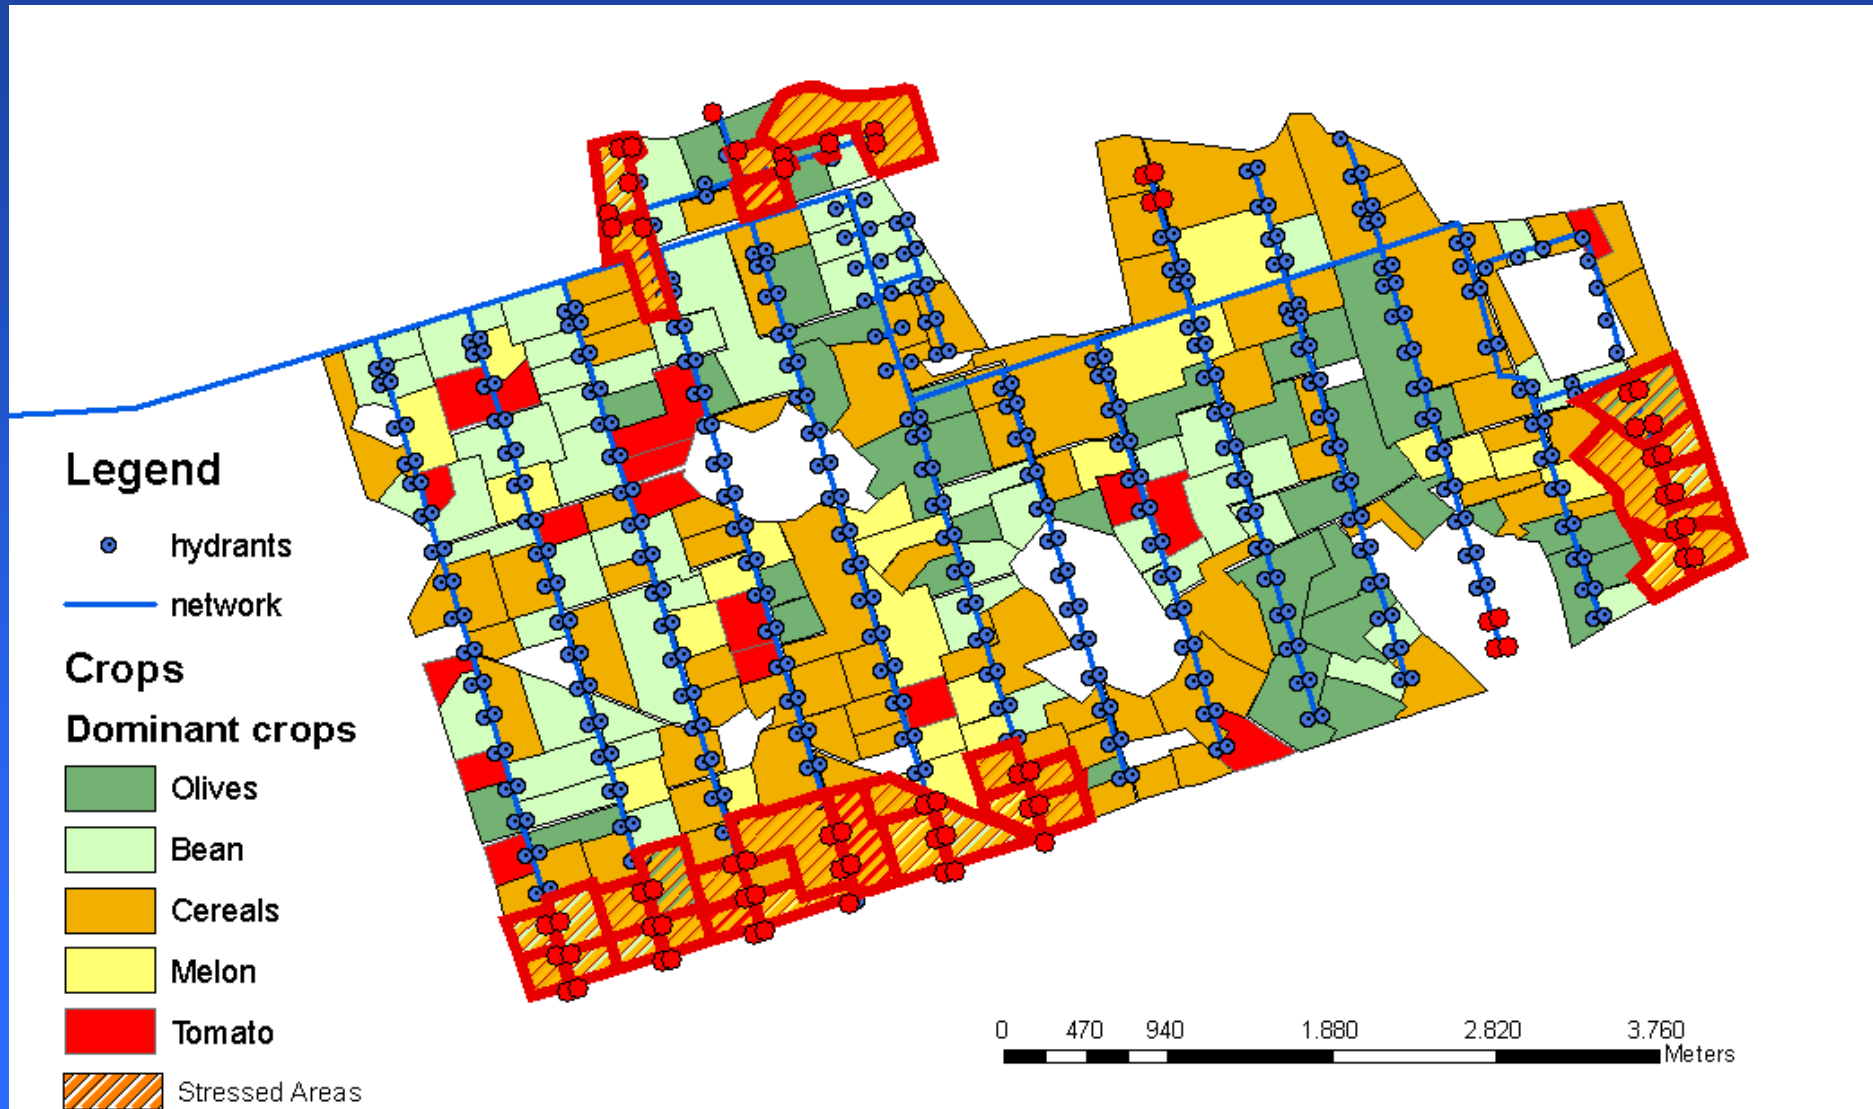 Legend
hydrants
network
Crops
Dominant crops
Olives
Bean
Cereals
Melon
Tomato
Stressed Areas
0 470 940 1.880 2.820 3.760
Meters